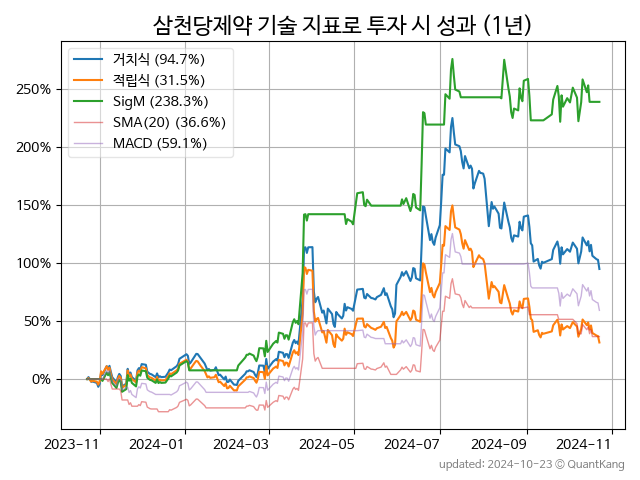 삼천당제약 기술 지표로 투자 시 성과 (1년)
거치식 (94.7%)
적립식 (31.5%)
SigM (238.3%)
SMA(20) (36.6%)
MACD (59.1%)
250%
200%
150%
100%
50%
0%
2023-11 2024-01 2024-03 2024-05 2024-07 2024-09 2024-11
updated: 2024-10-23 © QuantKang